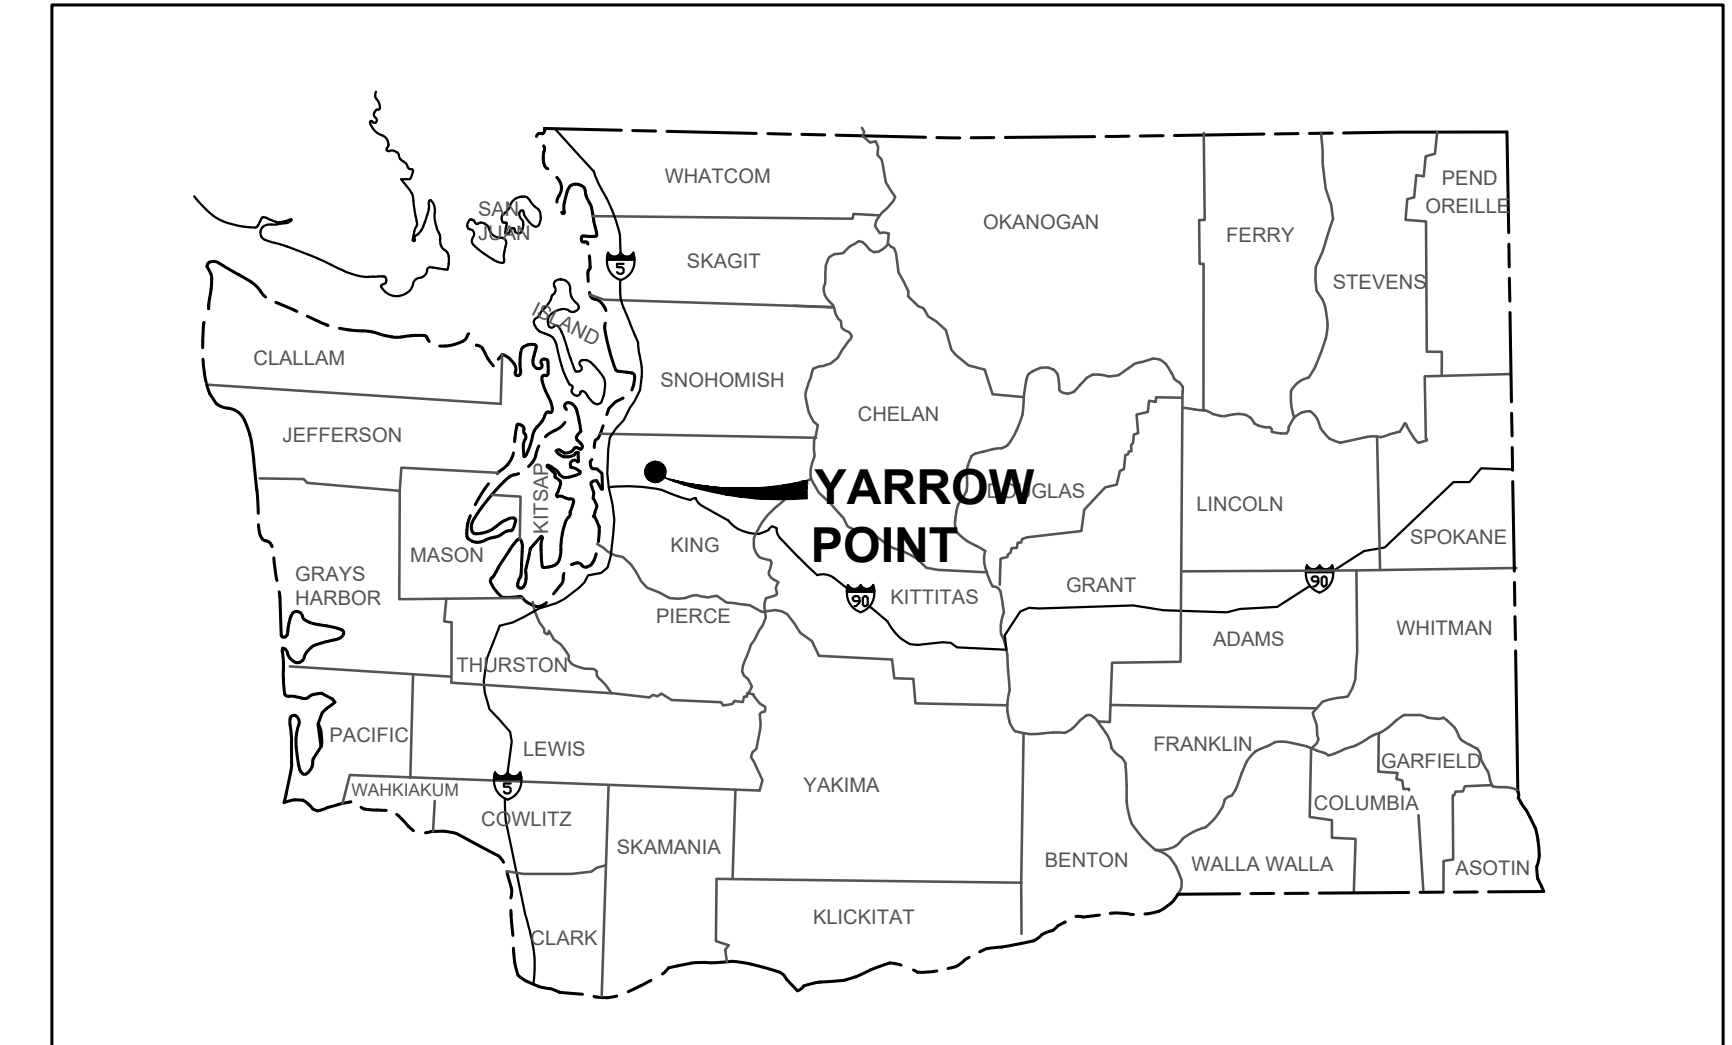 WHATCOM
PEND
OREILLE
SAN
JUAN
OKANOGAN
FERRY
SKAGIT
5
STEVENS
ISLAND
CLALLAM
SNOHOMISH
CHELAN
JEFFERSON
YARROW
POINT
DOUGLAS
KITSAP
LINCOLN
SPOKANE
KING
MASON
GRAYS
HARBOR
90
KITTITAS
GRANT
90
PIERCE
ADAMS
WHITMAN
THURSTON
PACIFIC
LEWIS
FRANKLIN
GARFIELD
YAKIMA
WAHKIAKUM
5
COLUMBIA
COWLITZ
SKAMANIA
BENTON
WALLA WALLA
ASOTIN
KLICKITAT
CLARK